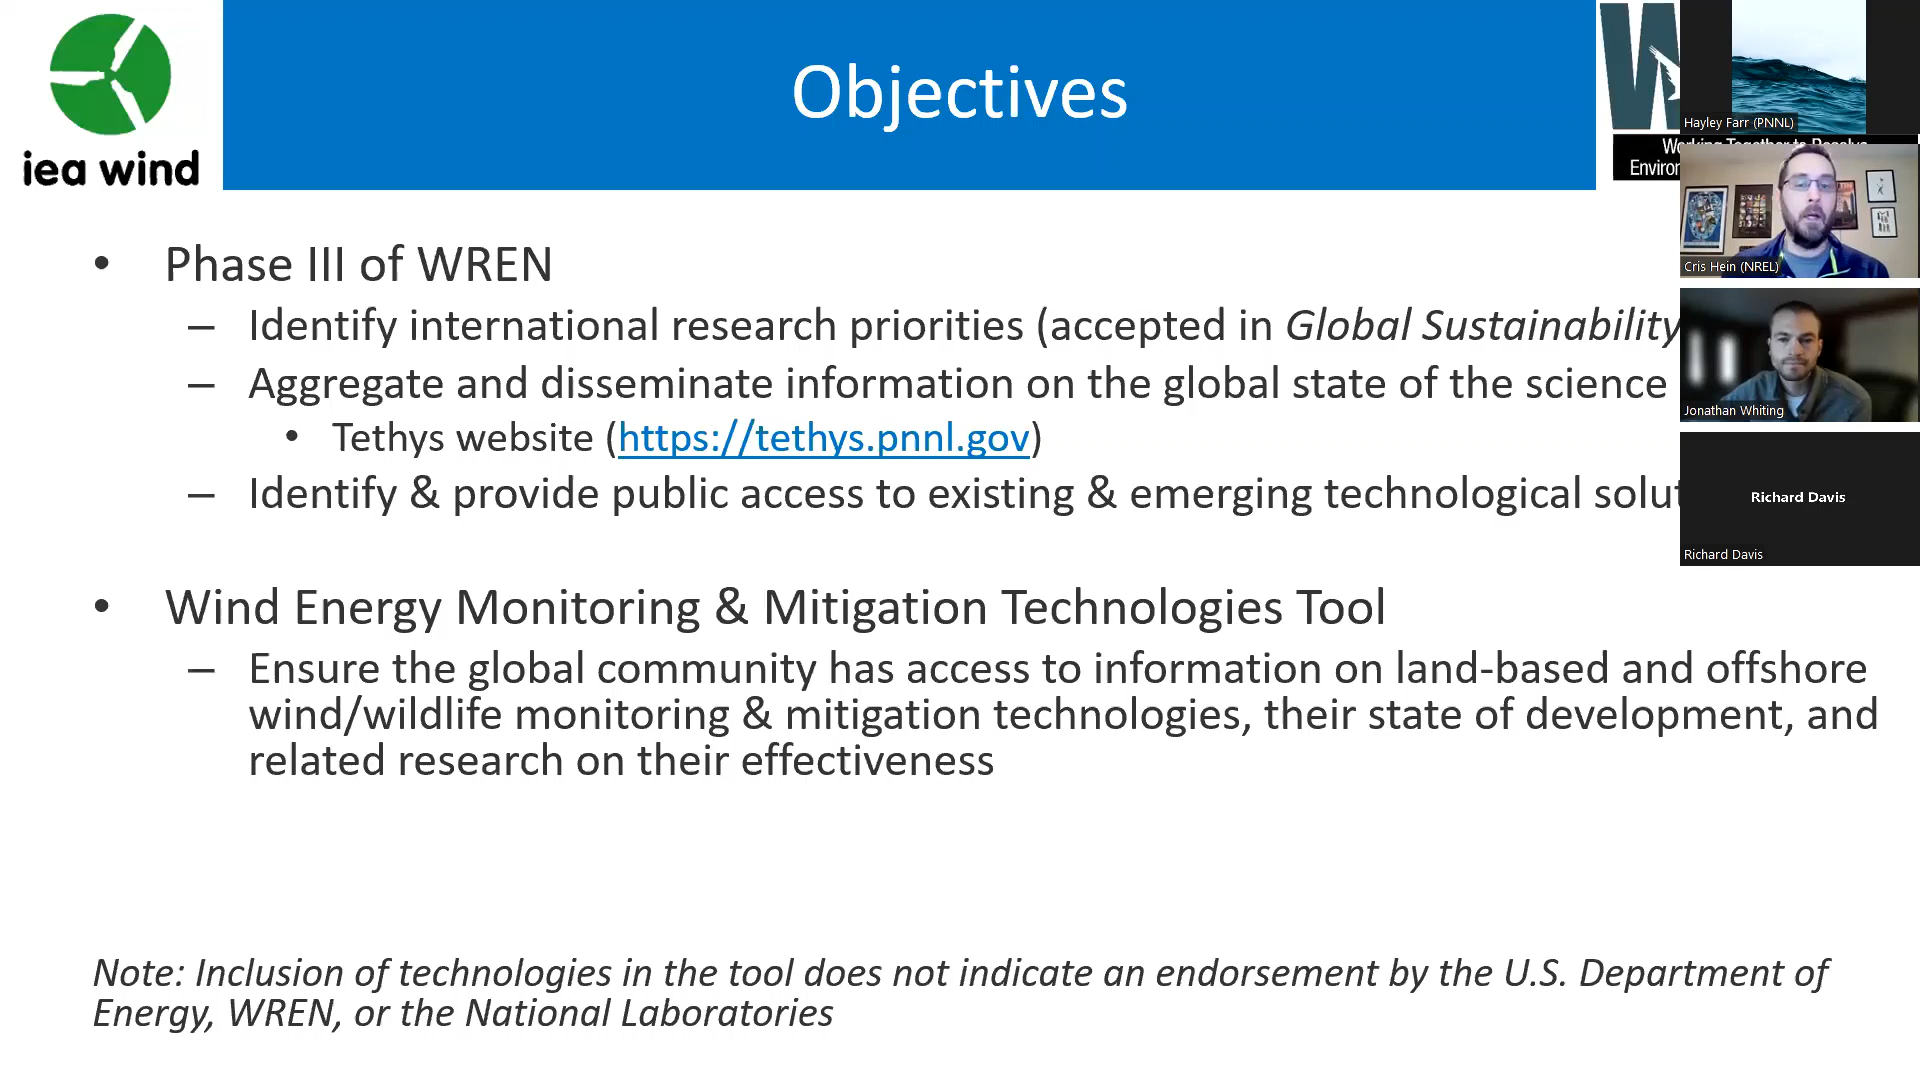 Objectives
iea wind
W
Environ
Hayley Farr (PNNL)
Cris Hein (NREL)
Jonathan Whiting
Richard Davis
Richard Davis
• Phase III of WREN
– Identify international research priorities (accepted in Global Sustainability
– Aggregate and disseminate information on the global state of the science
• Tethys website (https://tethys.pnnl.gov)
– Identify & provide public access to existing & emerging technological solut
• Wind Energy Monitoring & Mitigation Technologies Tool
– Ensure the global community has access to information on land-based and offshore
wind/wildlife monitoring & mitigation technologies, their state of development, and
related research on their effectiveness
Note: Inclusion of technologies in the tool does not indicate an endorsement by the U.S. Department of
Energy, WREN, or the National Laboratories